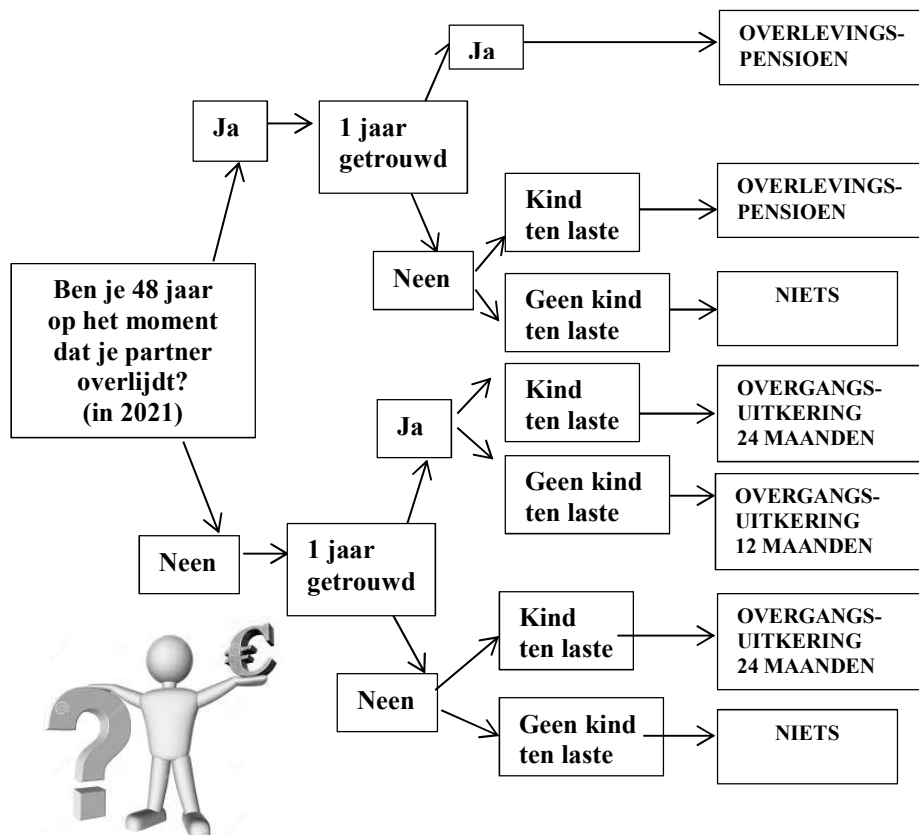 Ben je 48 jaar
op het moment
dat je partner
overlijdt?
(in 2021)
Ja
1 jaar
getrouwd
Ja
OVERLEVINGS-
PENSIOEN
Neen
Kind
ten laste
OVERLEVINGS-
PENSIOEN
Geen kind
ten laste
NIETS
Neen
1 jaar
getrouwd
Ja
Kind
ten laste
OVERGANGS-
UITKERING
24 MAANDEN
Geen kind
ten laste
OVERGANGS-
UITKERING
12 MAANDEN
Neen
Kind
ten laste
OVERGANGS-
UITKERING
24 MAANDEN
Geen kind
ten laste
NIETS
?
€